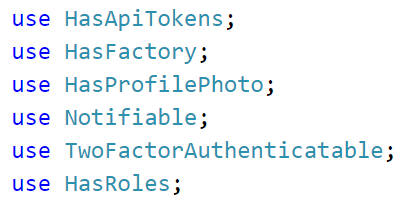 use HasApiTokens;
use HasFactory;
use HasProfilePhoto;
use Notifiable;
use TwoFactorAuthenticatable;
use HasRoles;